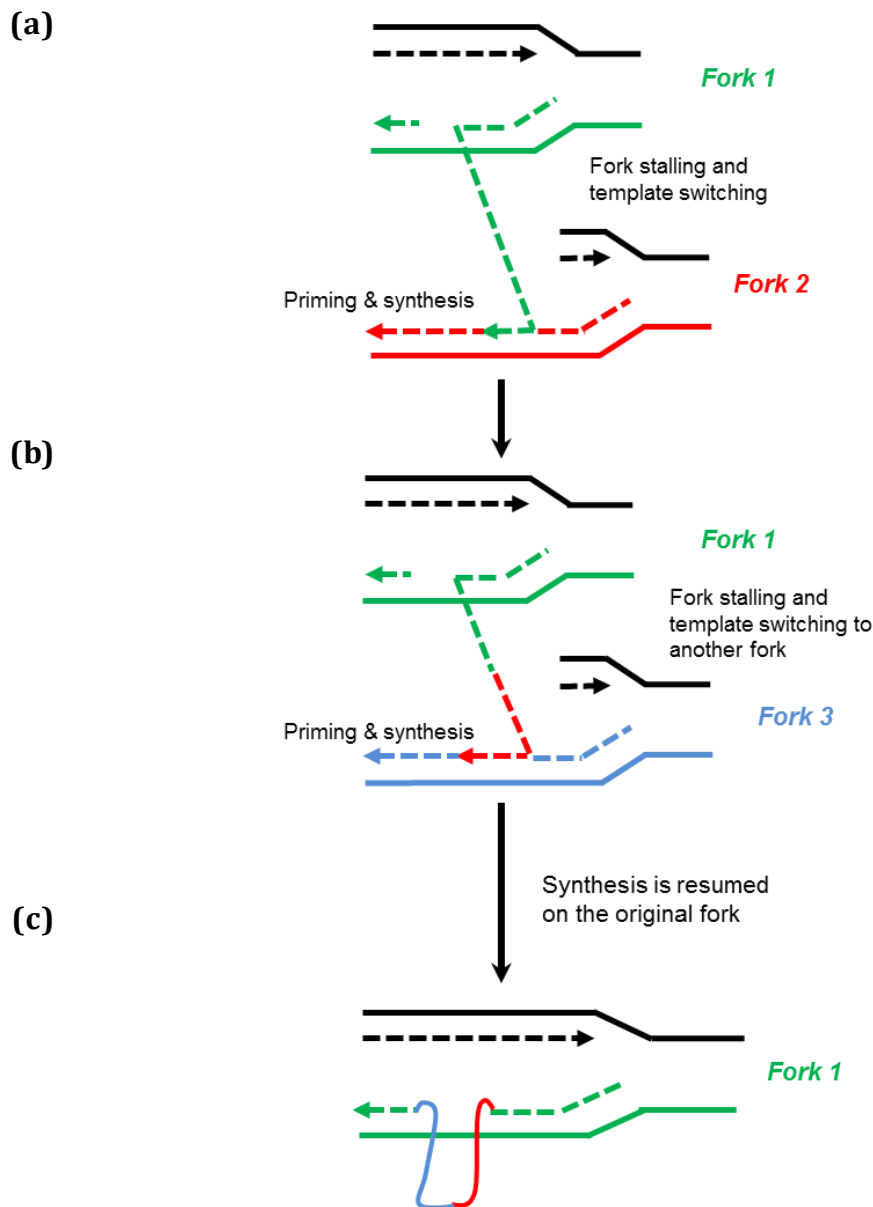 (a)
Fork 1
Fork stalling and
template switching
Fork 2
Priming & synthesis
(b)
Fork 1
Fork stalling and
template switching to
another fork
Fork 3
Priming & synthesis
Synthesis is resumed
on the original fork
(c)
Fork 1